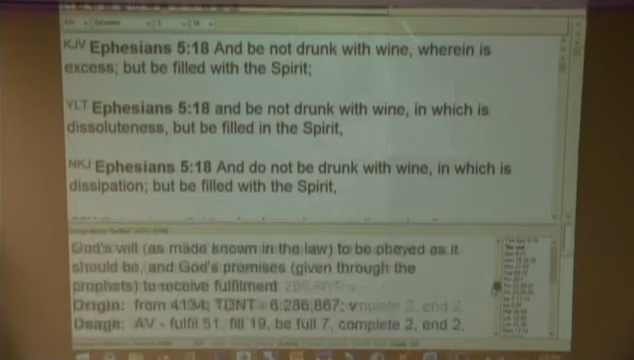 KJV Ephesians 5:18 And be not drunk with wine, wherein is
excess; but be filled with the Spirit;
YLT Ephesians 5:18 and be not drunk with wine, in which is
dissoluteness, but be filled in the Spirit,
NKJ Ephesians 5:18 And do not be drunk with wine, in which is
dissipation; but be filled with the Spirit,
God's will (as made known in the law) to be obeyed as it
should be, and God's promises (given through the
prophets) to receive fulfilment
Origin: from 4134; TDNT - 6:286,867; v
Usage: AV - fulfil 51, fill 19, be full 7, complete 2, end 2,